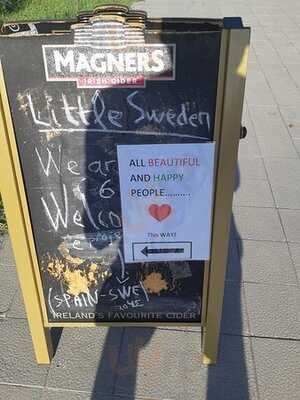 MAGNERS
IRISH CIDER
Little Sweden
We are
6
Welco
ALL BEAUTIFUL
AND HAPPY
PEOPLE..........
This WAY!
(SPAIN-SWE)
IRELAND'S FAVOURITE CIDER